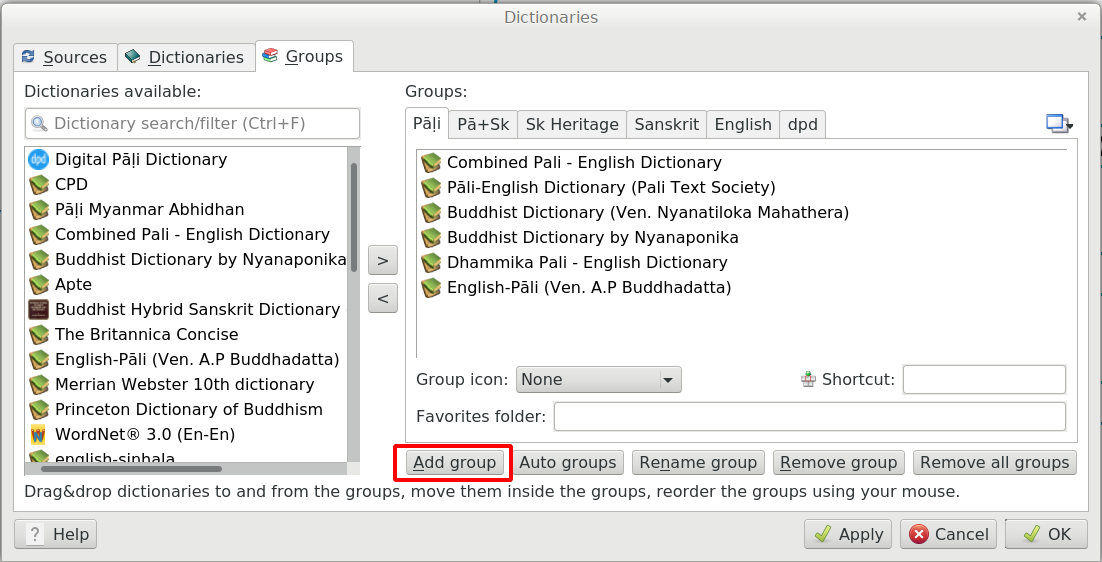 Dictionaries
Sources Dictionaries Groups
Dictionaries available:
Dictionary search/filter (Ctrl+F)
dpd Digital Pāḷi Dictionary
CPD
Pāḷi Myanmar Abhidhan
Combined Pali - English Dictionary
Buddhist Dictionary by Nyanaponika
Apte
Buddhist Hybrid Sanskrit Dictionary
The Britannica Concise
English-Pāli (Ven. A.P Buddhadatta)
Merrian Webster 10th dictionary
Princeton Dictionary of Buddhism
W WordNet® 3.0 (En-En)
english-sinhala
>
<
Groups:
Pāḷi Pā+Sk Sk Heritage Sanskrit English dpd
Combined Pali - English Dictionary
Pāli-English Dictionary (Pali Text Society)
Buddhist Dictionary (Ven. Nyanatiloka Mahathera)
Buddhist Dictionary by Nyanaponika
Dhammika Pali - English Dictionary
English-Pāli (Ven. A.P Buddhadatta)
Group icon: None Shortcut:
Favorites folder:
Add group Auto groups Rename group Remove group Remove all groups
Drag&drop dictionaries to and from the groups, move them inside the groups, reorder the groups using your mouse.
? Help Apply Cancel OK